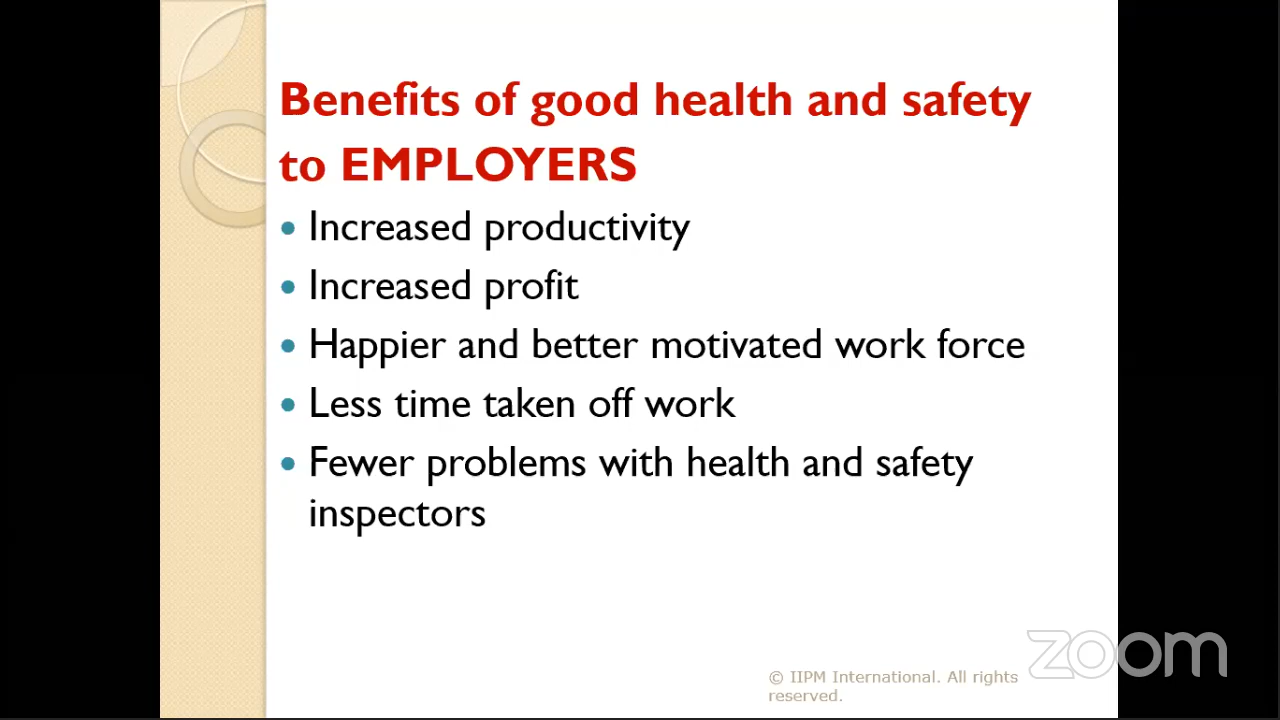 Benefits of good health and safety
to EMPLOYERS
• Increased productivity
• Increased profit
• Happier and better motivated work force
• Less time taken off work
• Fewer problems with health and safety
inspectors
zoom
© IIPM International. All rights
reserved.